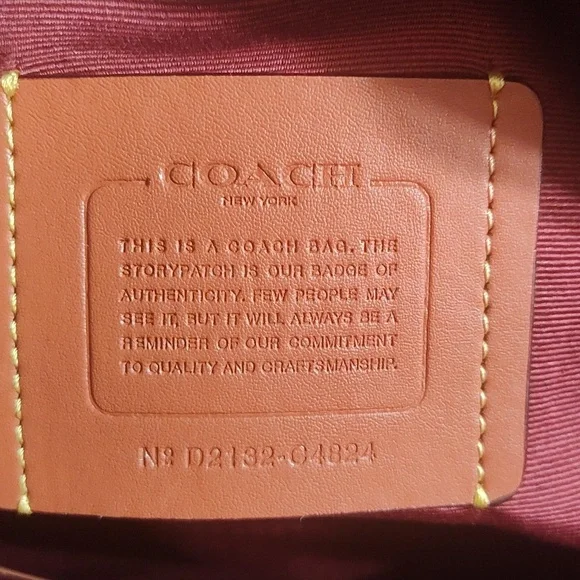 COACH
NEW YORK
THIS IS A COACH BAG. THE
STORYPATCH IS OUR BADGE OF
AUTHENTICITY. FEW PEOPLE MAY
SEE IT, BUT IT WILL ALWAYS BE A
REMINDER OF OUR COMMITMENT
TO QUALITY AND CRAFTSMANSHIP.
Nº D2132-C4824